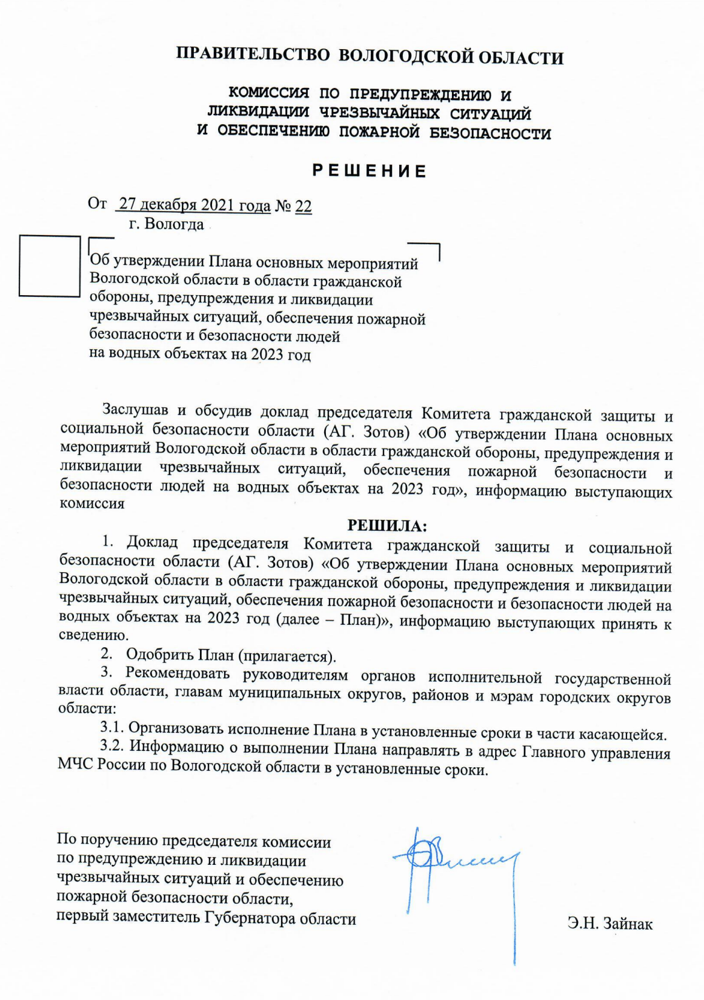 ПРАВИТЕЛЬСТВО ВОЛОГОДСКОЙ ОБЛАСТИ
КОМИССИЯ ПО ПРЕДУПРЕЖДЕНИЮ И
ЛИКВИДАЦИИ ЧРЕЗВЫЧАЙНЫХ СИТУАЦИЙ
И ОБЕСПЕЧЕНИЮ ПОЖАРНОЙ БЕЗОПАСНОСТИ
Р Е Ш Е Н И Е
От 27 декабря 2021 года № 22
г. Вологда
Об утверждении Плана основных мероприятий
Вологодской области в области гражданской
обороны, предупреждения и ликвидации
чрезвычайных ситуаций, обеспечения пожарной
безопасности и безопасности людей
на водных объектах на 2023 год
Заслушав и обсудив доклад председателя Комитета гражданской защиты и
социальной безопасности области (АГ. Зотов) «Об утверждении Плана основных
мероприятий Вологодской области в области гражданской обороны, предупреждения и
ликвидации чрезвычайных ситуаций, обеспечения пожарной безопасности и
безопасности людей на водных объектах на 2023 год», информацию выступающих
комиссия
РЕШИЛА:
1. Доклад председателя Комитета гражданской защиты и социальной
безопасности области (АГ. Зотов) «Об утверждении Плана основных мероприятий
Вологодской области в области гражданской обороны, предупреждения и ликвидации
чрезвычайных ситуаций, обеспечения пожарной безопасности и безопасности людей на
водных объектах на 2023 год (далее – План)», информацию выступающих принять к
сведению.
2. Одобрить План (прилагается).
3. Рекомендовать руководителям органов исполнительной государственной
власти области, главам муниципальных округов, районов и мэрам городских округов
области:
3.1. Организовать исполнение Плана в установленные сроки в части касающейся.
3.2. Информацию о выполнении Плана направлять в адрес Главного управления
МЧС России по Вологодской области в установленные сроки.
По поручению председателя комиссии
по предупреждению и ликвидации
чрезвычайных ситуаций и обеспечению
пожарной безопасности области,
первый заместитель Губернатора области
Э.Н. Зайнак